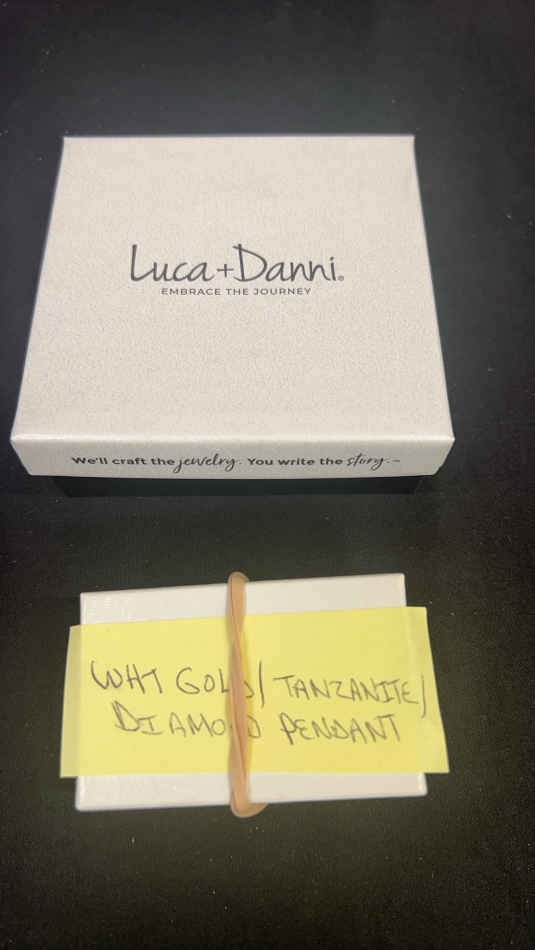 Luca+Danni®
EMBRACE THE JOURNEY
We'll craft the jewelry. You write the story.™
WHT GOLD/TANZANITE/
DIAMOND PENDANT